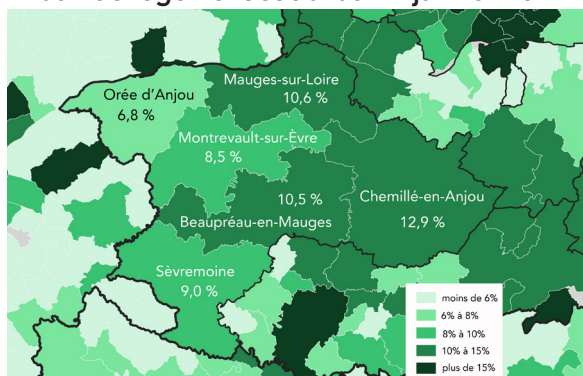 Orée d'Anjou
6,8 %
Mauges-sur-Loire
10,6 %
Montrevault-sur-Èvre
8,5 %
10,5 %
Beaupréau-en-Mauges
Chemillé-en-Anjou
12,9 %
Sèvremoine
9,0 %
moins de 6%
6% à 8%
8% à 10%
10% à 15%
plus de 15%